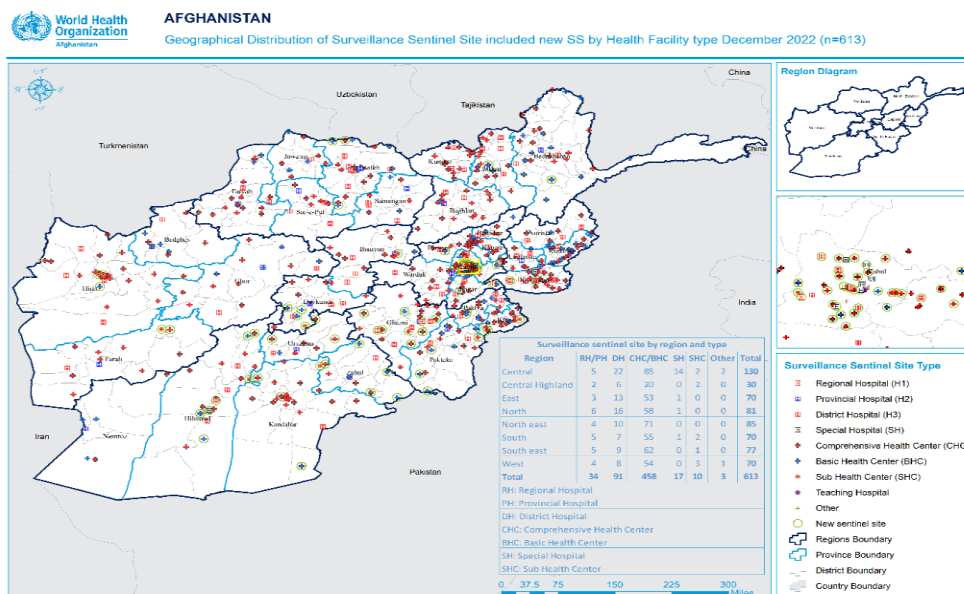 World Health
Organization
Afghanistan
AFGHANISTAN
Geographical Distribution of Surveillance Sentinel Site included new SS by Health Facility type December 2022 (n=613)
China
Uzbekistan
Tajikistan
Turkmenistan
China
India
Iran
Pakistan
Jawzjan
Balkh
Kunduz
Badakhshan
Faryab
Sar-e-Pul
Samangan
Baghlan
Badghis
Bamyan
Nuristan
Wardak
Hirat
Ghor
Ghazni
Uruzgan
Paktika
Farah
Zabul
Hilmand
Kandahar
Nimroz
Surveillance sentinel site by region and type
Region RH/PH DH CHC/BHC SH SHC Other Total
Central 5 22 85 14 2 2 130
Central Highland 2 6 20 0 2 0 30
East 3 13 53 1 0 0 70
North 6 16 58 1 0 0 81
North east 4 10 71 0 0 0 85
South 5 7 55 1 2 0 70
South east 5 9 62 0 1 0 77
West 4 8 54 0 3 1 70
Total 34 91 458 17 10 3 613
RH: Regional Hospital
PH: Provincial Hospital
DH: District Hospital
CHC: Comprehensive Health Center
BHC: Basic Health Center
SH: Special Hospital
SHC: Sub Health Center
0 37.5 75 150 225 300
Miles
Region Diagram
Kabul
Surveillance Sentinel Site Type
Regional Hospital (H1)
Provincial Hospital (H2)
District Hospital (H3)
Special Hospital (SH)
Comprehensive Health Center (CHC
Basic Health Center (BHC)
Sub Health Center (SHC)
Teaching Hospital
Other
New sentinel site
Regions Boundary
Province Boundary
District Boundary
Country Boundary